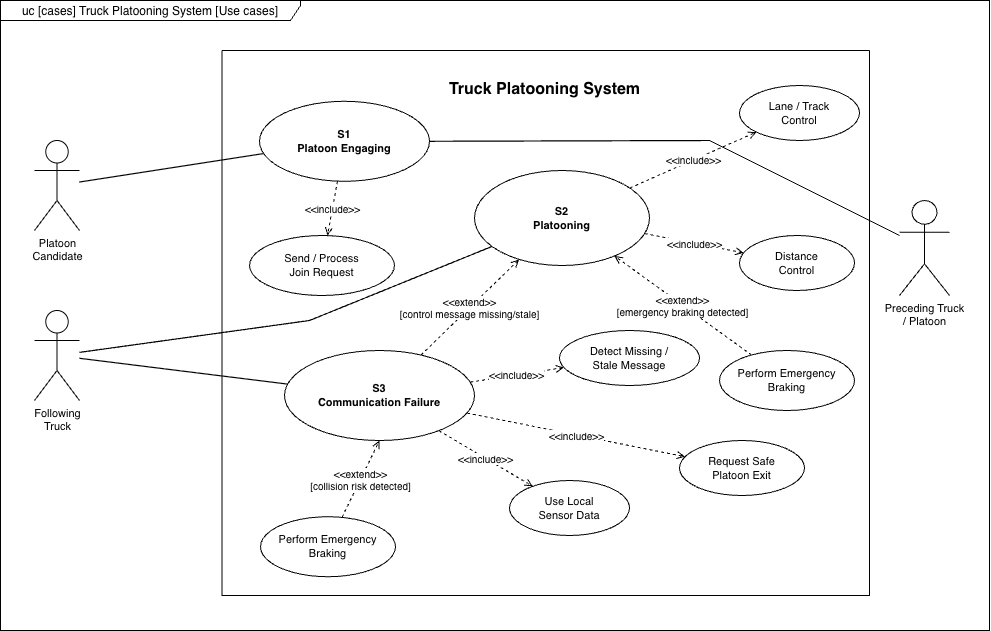 uc [cases] Truck Platooning System [Use cases]
Truck Platooning System
Lane / Track
Control
S1
Platoon Engaging
<<include>>
<<include>>
Platoon
Candidate
S2
Platooning
Send / Process
Join Request
<<include>>
Distance
Control
Preceding Truck
/ Platoon
<<extend>>
[control message missing/stale]
<<extend>>
[emergency braking detected]
Following
Truck
S3
Communication Failure
<<include>>
Detect Missing /
Stale Message
Perform Emergency
Braking
<<include>>
<<include>>
Request Safe
Platoon Exit
<<extend>>
[collision risk detected]
Use Local
Sensor Data
Perform Emergency
Braking